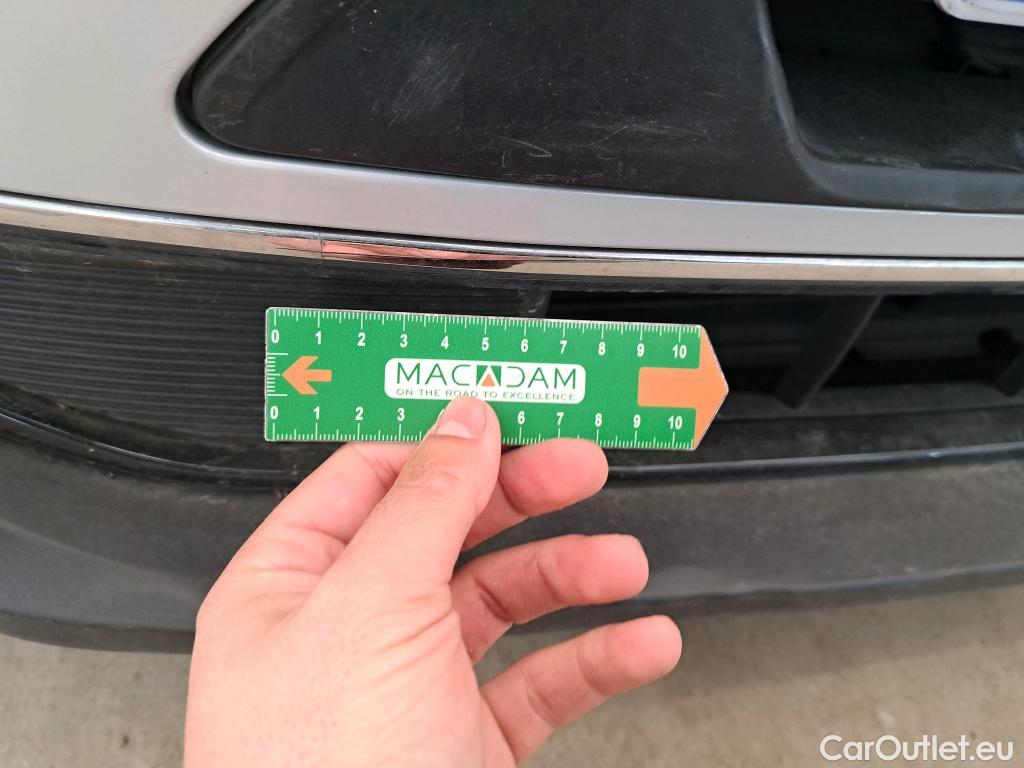 0 1 2 3 4 5 6 7 8 9 10
MACADAM
ON THE ROAD TO EXCELLENCE
0 1 2 3 6 7 8 9 10
CarOutlet.eu